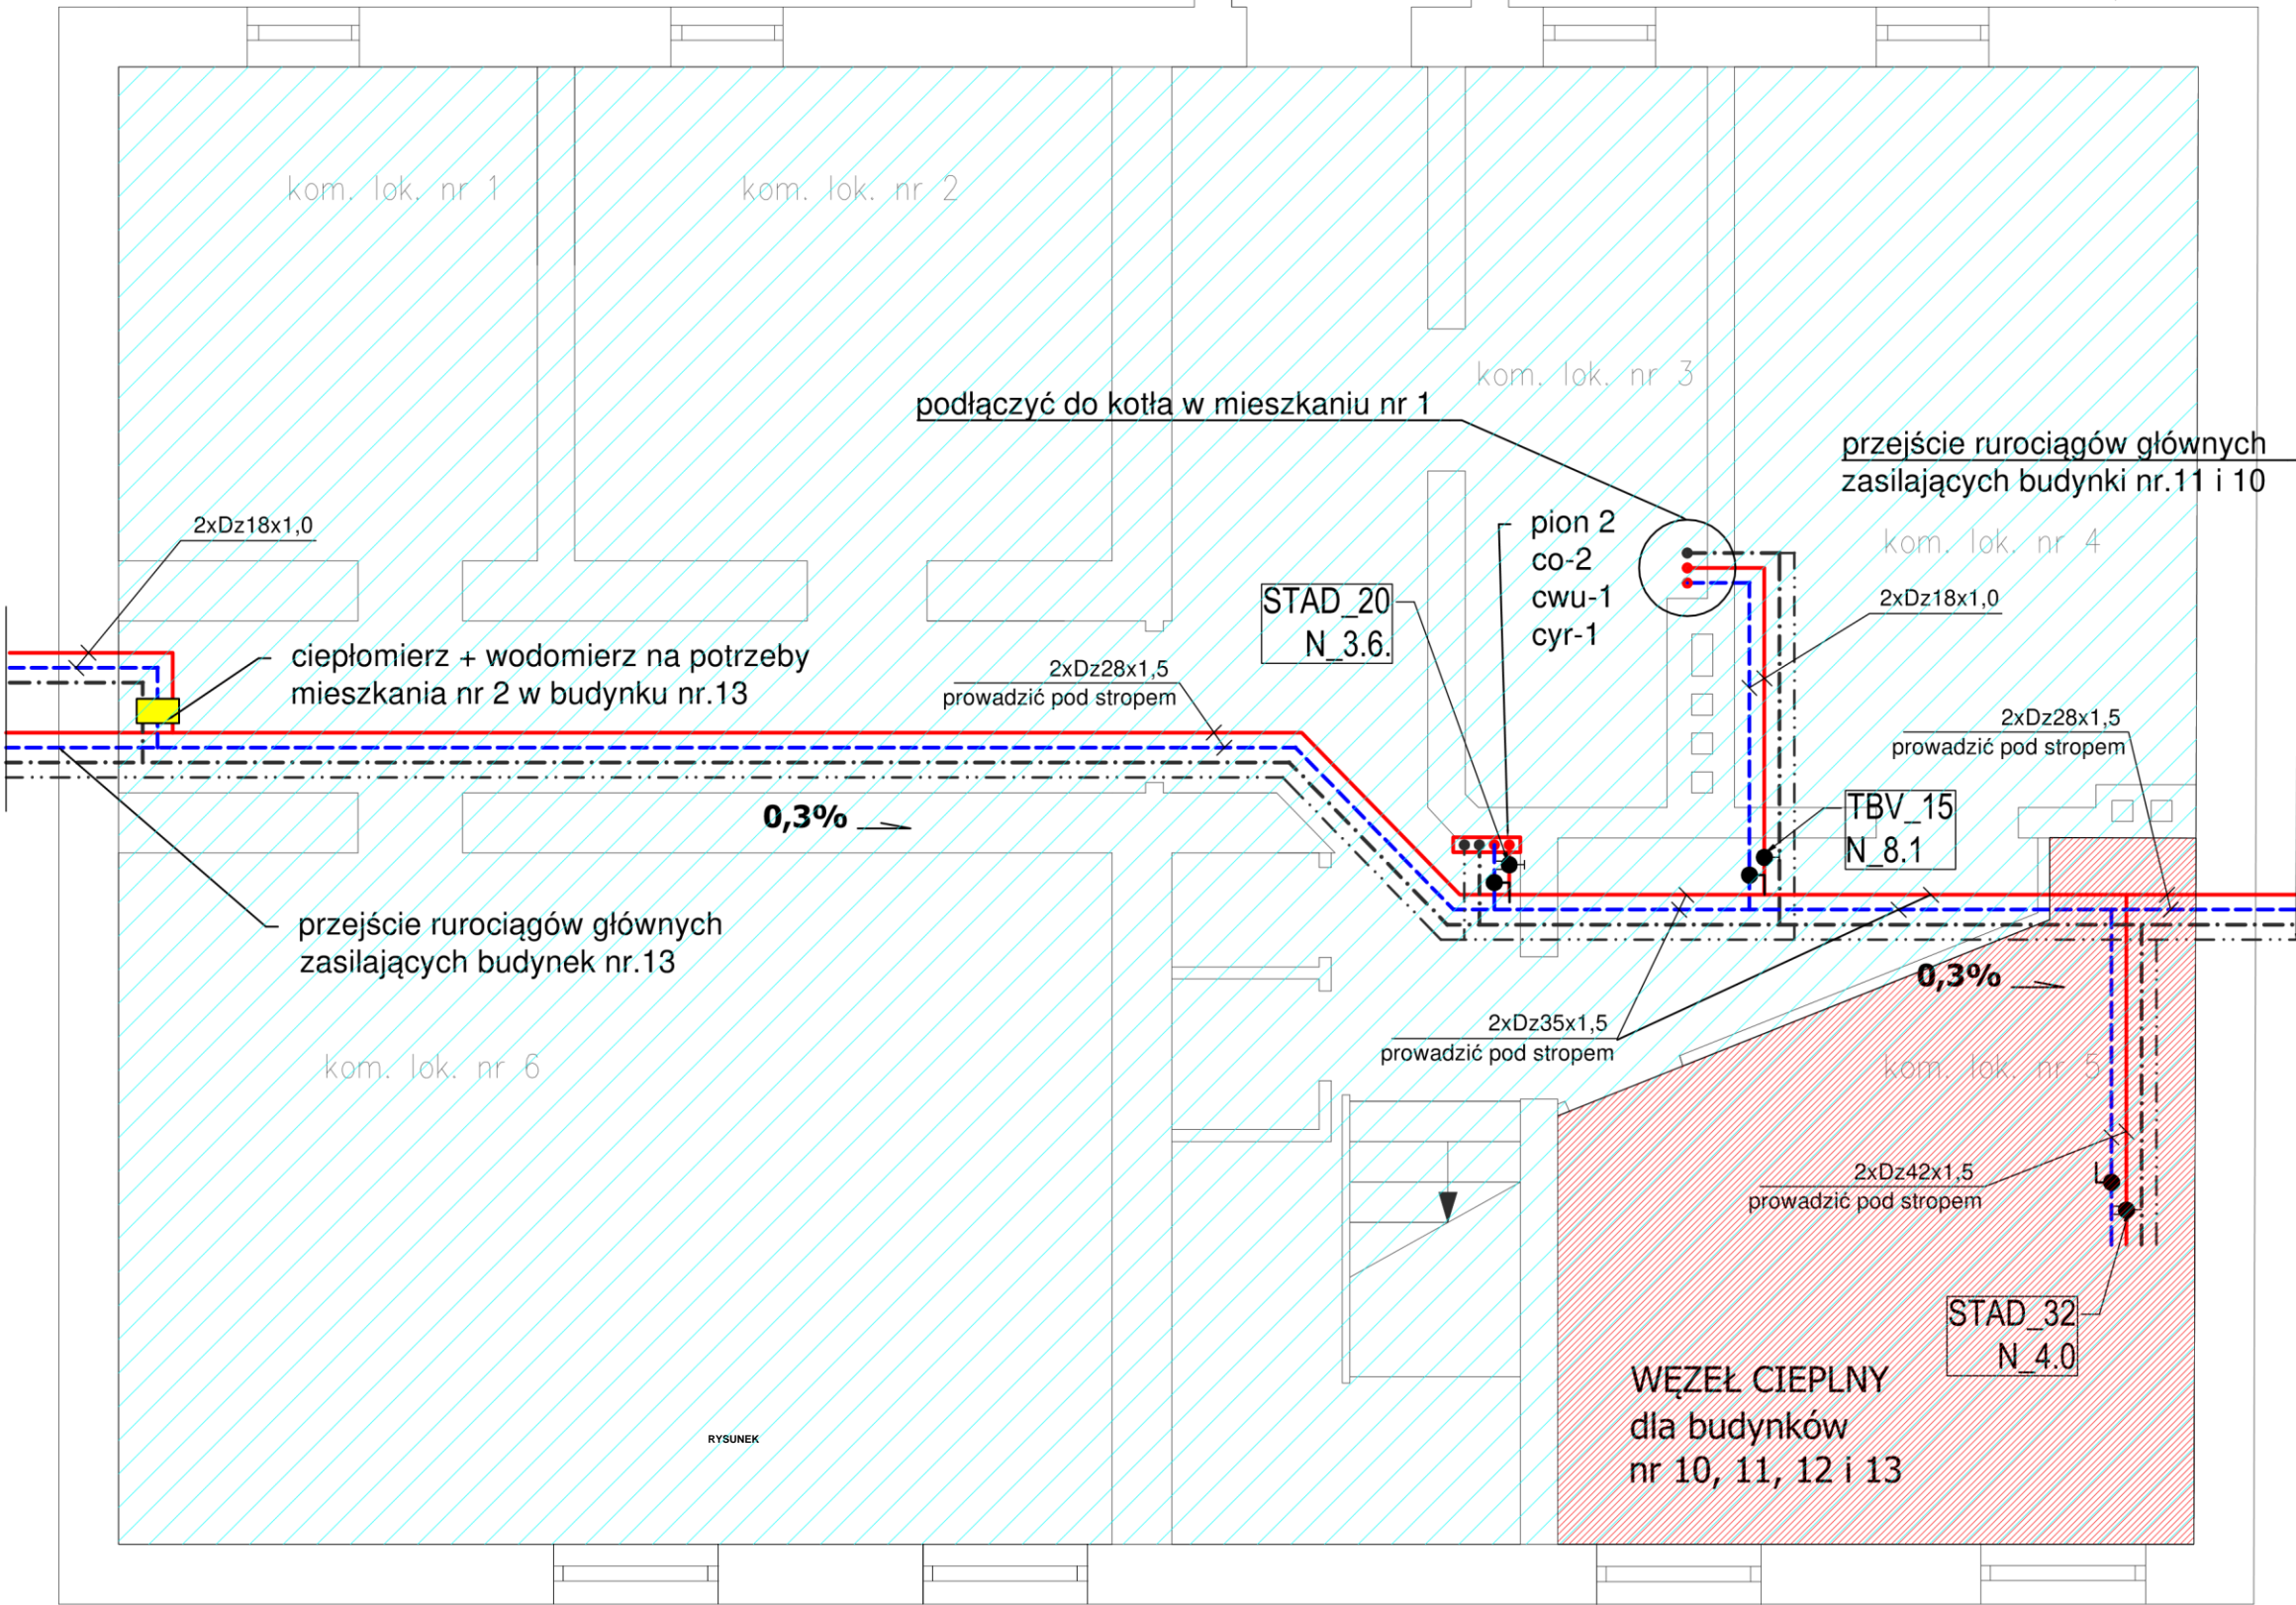 kom. lok. nr 1
kom. lok. nr 2
kom. lok. nr 3
podłączyć do kotła w mieszkaniu nr 1
przejście rurociągów głównych
zasilających budynki nr.11 i 10
kom. lok. nr 4
2xDz18x1,0
pion 2
co-2
cwu-1
cyr-1
STAD_20
N_3.6.
2xDz18x1,0
ciepłomierz + wodomierz na potrzeby
mieszkania nr 2 w budynku nr.13
2xDz28x1,5
prowadzić pod stropem
2xDz28x1,5
prowadzić pod stropem
TBV_15
N_8.1
0,3%
przejście rurociągów głównych
zasilających budynek nr.13
0,3%
2xDz35x1,5
prowadzić pod stropem
kom. lok. nr 6
kom. lok. nr 5
2xDz42x1,5
prowadzić pod stropem
STAD_32
N_4.0
WĘZEŁ CIEPLNY
dla budynków
nr 10, 11, 12 i 13
RYSUNEK